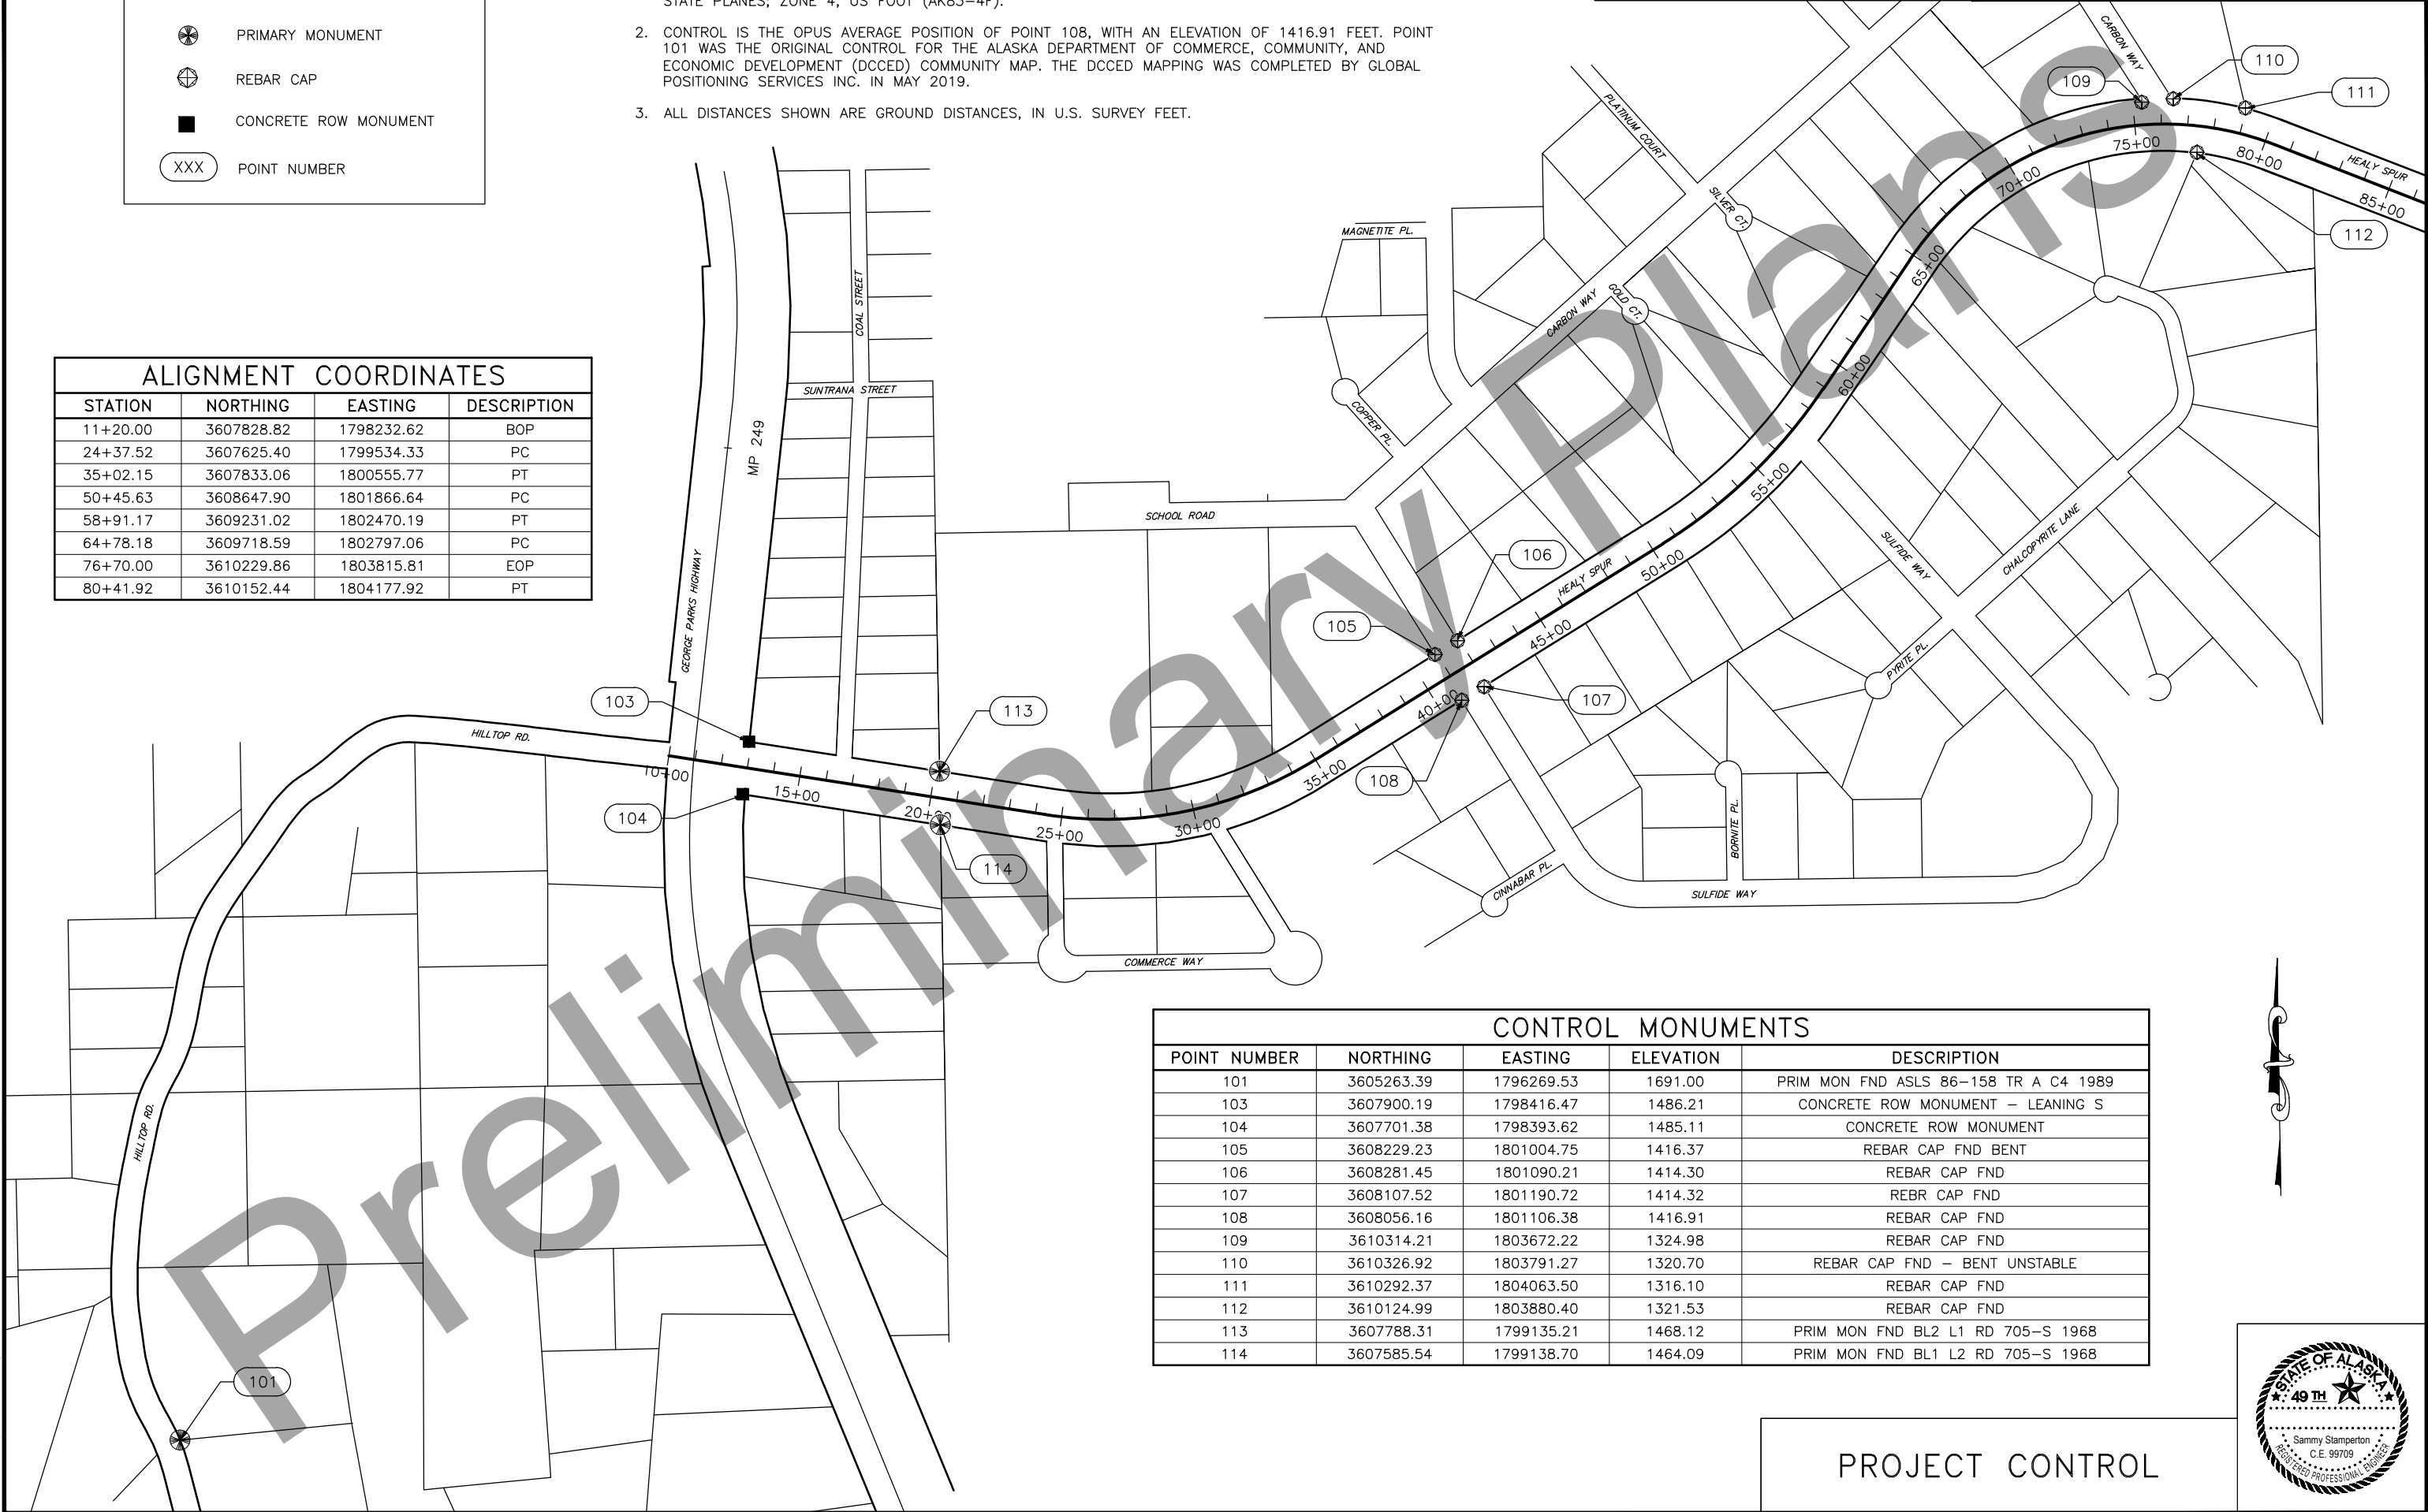 STATE PLANES; ZONE 4, US FOOT (AK83-4F).
PRIMARY MONUMENT
REBAR CAP
CONCRETE ROW MONUMENT
XXX POINT NUMBER
2. CONTROL IS THE OPUS AVERAGE POSITION OF POINT 108, WITH AN ELEVATION OF 1416.91 FEET. POINT
101 WAS THE ORIGINAL CONTROL FOR THE ALASKA DEPARTMENT OF COMMERCE, COMMUNITY, AND
ECONOMIC DEVELOPMENT (DCCED) COMMUNITY MAP. THE DCCED MAPPING WAS COMPLETED BY GLOBAL
POSITIONING SERVICES INC. IN MAY 2019.
3. ALL DISTANCES SHOWN ARE GROUND DISTANCES, IN U.S. SURVEY FEET.
ALIGNMENT COORDINATES
STATION NORTHING EASTING DESCRIPTION
11+20.00 3607828.82 1798232.62 BOP
24+37.52 3607625.40 1799534.33 PC
35+02.15 3607833.06 1800555.77 PT
50+45.63 3608647.90 1801866.64 PC
58+91.17 3609231.02 1802470.19 PT
64+78.18 3609718.59 1802797.06 PC
76+70.00 3610229.86 1803815.81 EOP
80+41.92 3610152.44 1804177.92 PT
CARBON WAY
109
110
111
112
75+00
80+00
HEALY SPUR
85+00
70+00
65+00
60+00
55+00
50+00
45+00
40+00
35+00
30+00
25+00
20+00
15+00
10+00
PLATINUM COURT
SILVER CT.
GOLD CT.
CARBON WAY
MAGNETITE PL.
COPPER PL.
COAL STREET
SUNTRANA STREET
MP 249
GEORGE PARKS HIGHWAY
SCHOOL ROAD
HEALY SPUR
SULFIDE WAY
CHALCOPYRITE LANE
PYRITE PL.
BORNITE PL.
CINNABAR PL.
SULFIDE WAY
COMMERCE WAY
HILLTOP RD.
HILLTOP RD.
103
104
113
114
105
106
107
108
101
Preliminary Plans
CONTROL MONUMENTS
POINT NUMBER NORTHING EASTING ELEVATION DESCRIPTION
101 3605263.39 1796269.53 1691.00 PRIM MON FND ASLS 86-158 TR A C4 1989
103 3607900.19 1798416.47 1486.21 CONCRETE ROW MONUMENT - LEANING S
104 3607701.38 1798393.62 1485.11 CONCRETE ROW MONUMENT
105 3608229.23 1801004.75 1416.37 REBAR CAP FND BENT
106 3608281.45 1801090.21 1414.30 REBAR CAP FND
107 3608107.52 1801190.72 1414.32 REBR CAP FND
108 3608056.16 1801106.38 1416.91 REBAR CAP FND
109 3610314.21 1803672.22 1324.98 REBAR CAP FND
110 3610326.92 1803791.27 1320.70 REBAR CAP FND - BENT UNSTABLE
111 3610292.37 1804063.50 1316.10 REBAR CAP FND
112 3610124.99 1803880.40 1321.53 REBAR CAP FND
113 3607788.31 1799135.21 1468.12 PRIM MON FND BL2 L1 RD 705-S 1968
114 3607585.54 1799138.70 1464.09 PRIM MON FND BL1 L2 RD 705-S 1968
PROJECT CONTROL
STATE OF ALASKA
49 TH
Sammy Stamperton
C.E. 99709
REGISTERED PROFESSIONAL ENGINEER